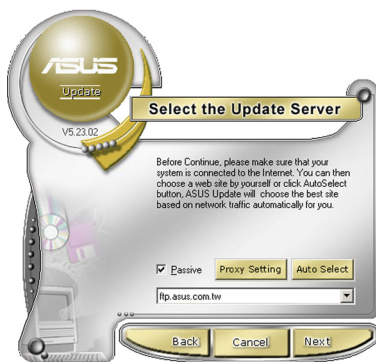 ASUS
Update
V5.23.02
Select the Update Server
Before Continue, please make sure that your
system is connected to the Internet. You can then
choose a web site by yourself or click AutoSelect
button, ASUS Update will choose the best site
based on network traffic automatically for you.
Passive
Proxy Setting
Auto Select
ftp.asus.com.tw
Back
Cancel
Next